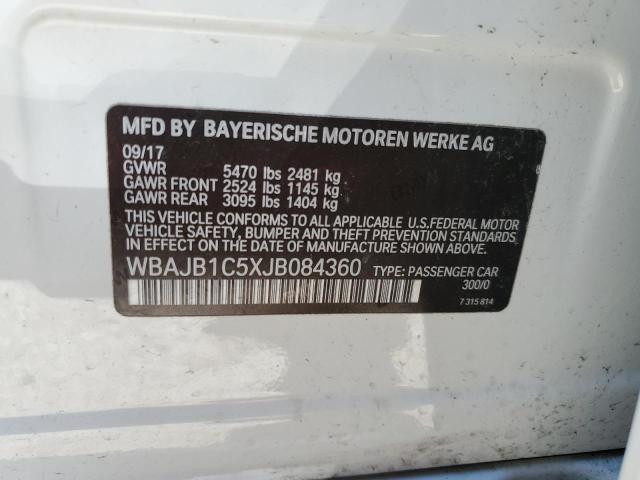 MFD BY BAYERISCHE MOTOREN WERKE AG
09/17
GVWR 5470 lbs 2481 kg
GAWR FRONT 2524 lbs 1145 kg
GAWR REAR 3095 lbs 1404 kg
THIS VEHICLE CONFORMS TO ALL APPLICABLE U.S.FEDERAL MOTOR
VEHICLE SAFETY, BUMPER AND THEFT PREVENTION STANDARDS
IN EFFECT ON THE DATE OF MANUFACTURE SHOWN ABOVE.
WBAJB1C5XJB084360 TYPE: PASSENGER CAR
300/0
7 315 814